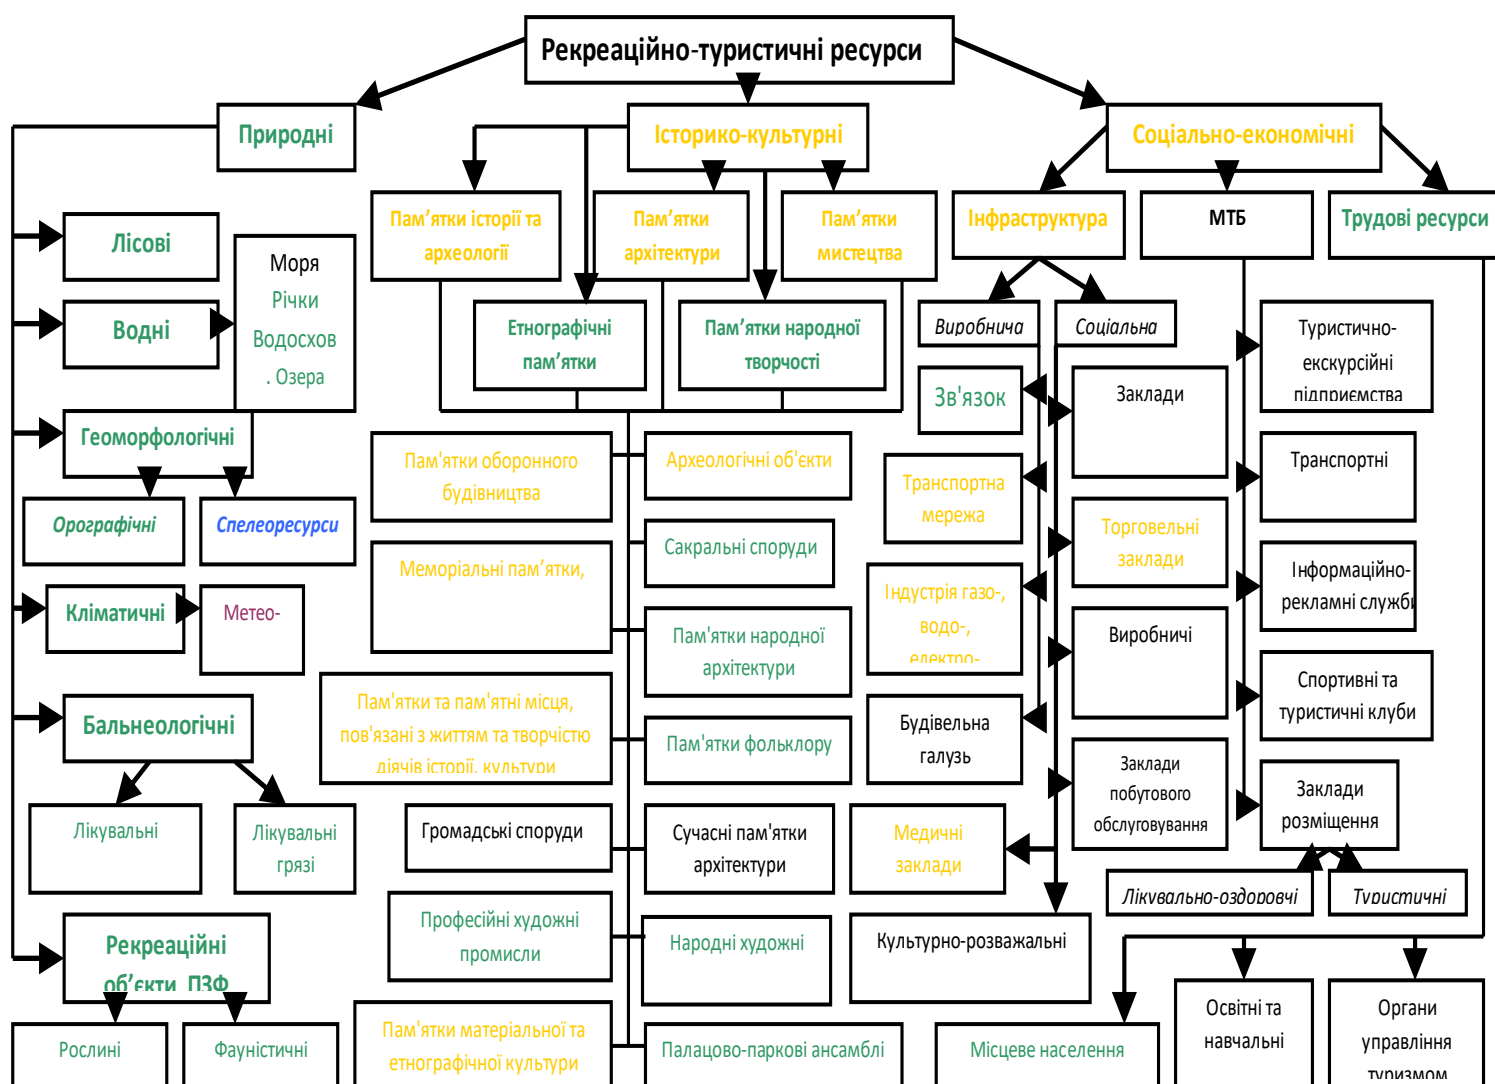 Рекреаційно-туристичні ресурси
Природні
Історико-культурні
Соціально-економічні
Лісові
Водні
Моря
Річки
Водосхов
. Озера
Геоморфологічні
Орографічні
Спелеоресурси
Кліматичні
Метео-
Бальнеологічні
Лікувальні
Лікувальні
грязі
Рекреаційні
об’єкти ПЗФ
Рослині
Фауністичні
Пам’ятки історії та
археології
Пам’ятки
архітектури
Пам’ятки
мистецтва
Етнографічні
пам’ятки
Пам’ятки народної
творчості
Пам'ятки оборонного
будівництва
Археологічні об'єкти
Сакральні споруди
Меморіальні пам’ятки,
Пам'ятки народної
архітектури
Пам'ятки та пам'ятні місця,
пов'язані з життям та творчістю
діячів історії, культури
Пам'ятки фольклору
Громадські споруди
Сучасні пам'ятки
архітектури
Професійні художні
промисли
Народні художні
Пам'ятки матеріальної та
етнографічної культури
Палацово-паркові ансамблі
Інфраструктура
МТБ
Трудові ресурси
Виробнича
Соціальна
Зв'язок
Транспортна
мережа
Індустрія газо-,
водо-,
електро-
Будівельна
галузь
Заклади
Торговельні
заклади
Виробничі
Заклади
побутового
обслуговування
Медичні
заклади
Культурно-розважальні
Туристично-
екскурсійні
підприємства
Транспортні
Інформаційно-
рекламні служби
Спортивні та
туристичні клуби
Заклади
розміщення
Лікувально-оздоровчі
Туристичні
Місцеве населення
Освітні та
навчальні
Органи
управління
туризмом